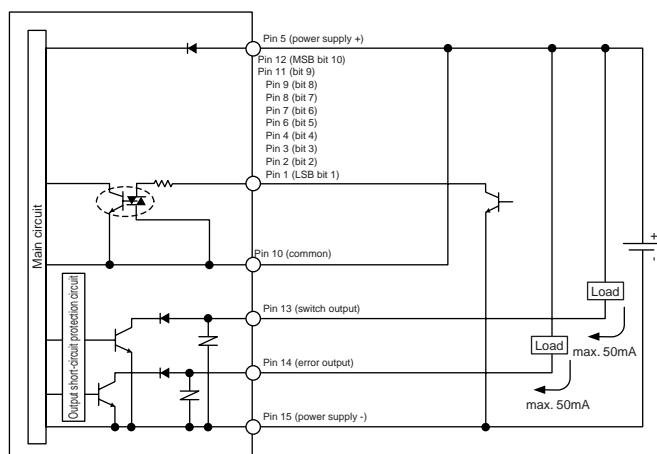 Pin 5 (power supply +)
Pin 12 (MSB bit 10)
Pin 11 (bit 9)
Pin 9 (bit 8)
Pin 8 (bit 7)
Pin 7 (bit 6)
Pin 6 (bit 5)
Pin 4 (bit 4)
Pin 3 (bit 3)
Pin 2 (bit 2)
Pin 1 (LSB bit 1)
Main circuit
+
-
Pin 10 (common)
Output short-circuit protection circuit
Load
Pin 13 (switch output)
Load
max. 50mA
Pin 14 (error output)
max. 50mA
Pin 15 (power supply -)